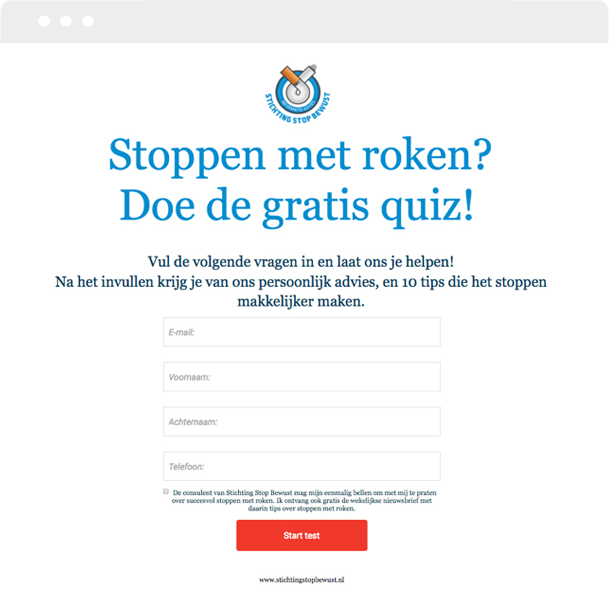 STICHTING STOP BEWUST
Stoppen met roken?
Doe de gratis quiz!
Vul de volgende vragen in en laat ons je helpen!
Na het invullen krijg je van ons persoonlijk advies, en 10 tips die het stoppen
makkelijker maken.
E-mail:
Voornaam:
Achternaam:
Telefoon:
De consulent van Stichting Stop Bewust mag mijn eenmalig bellen om met mij te praten
over succesvol stoppen met roken. Ik ontvang ook gratis de wekelijkse nieuwsbrief met
daarin tips over stoppen met roken.
Start test
www.stichtingstopbewust.nl